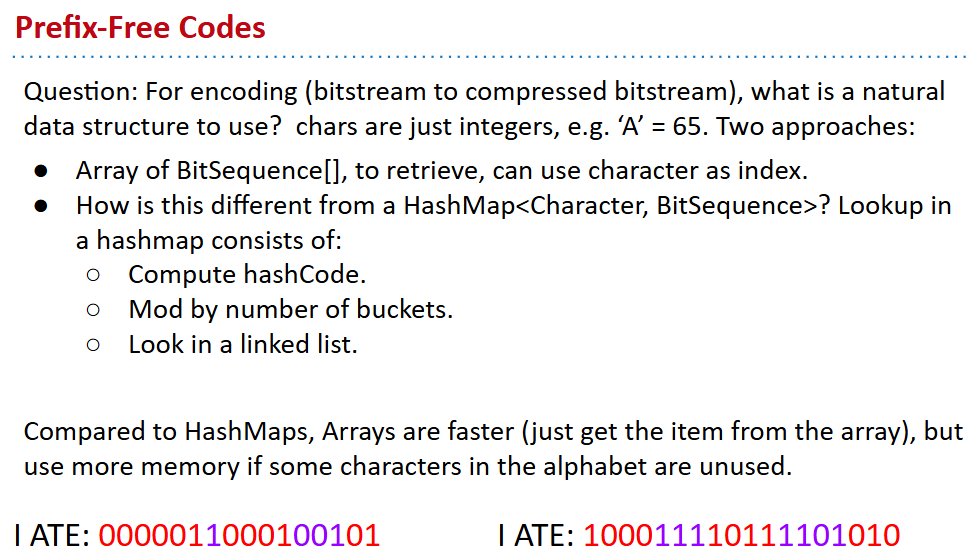 Prefix-Free Codes
Question: For encoding (bitstream to compressed bitstream), what is a natural
data structure to use? chars are just integers, e.g. ‘A’ = 65. Two approaches:
● Array of BitSequence[], to retrieve, can use character as index.
● How is this different from a HashMap<Character, BitSequence>? Lookup in
a hashmap consists of:
○ Compute hashCode.
○ Mod by number of buckets.
○ Look in a linked list.
Compared to HashMaps, Arrays are faster (just get the item from the array), but
use more memory if some characters in the alphabet are unused.
I ATE: 0000011000100101 I ATE: 100011110111101010